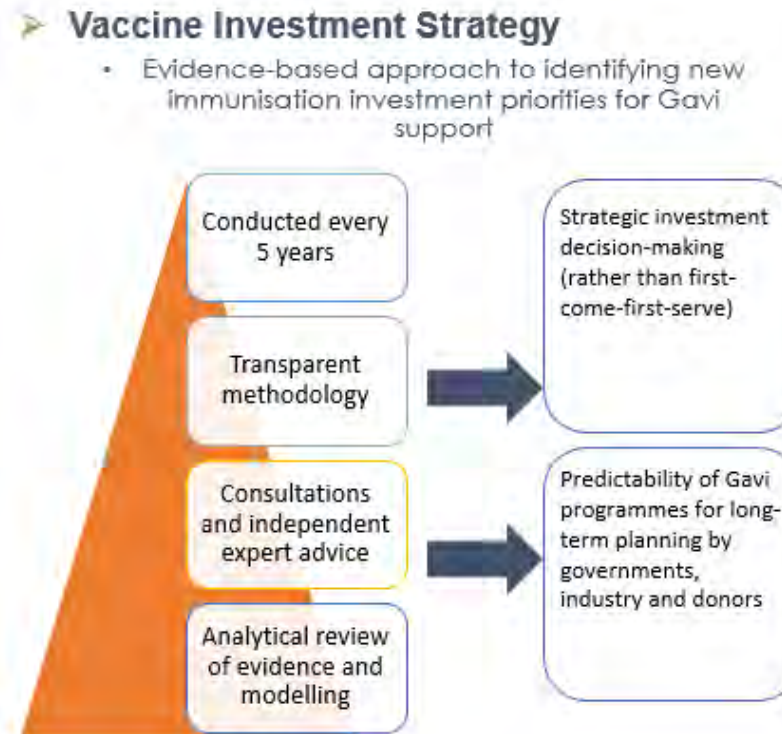 Vaccine Investment Strategy
• Evidence-based approach to identifying new
immunisation investment priorities for Gavi
support
Conducted every
5 years
Transparent
methodology
Consultations
and independent
expert advice
Analytical review
of evidence and
modelling
Strategic investment
decision-making
(rather than first-
come-first-serve)
Predictability of Gavi
programmes for long-
term planning by
governments,
industry and donors